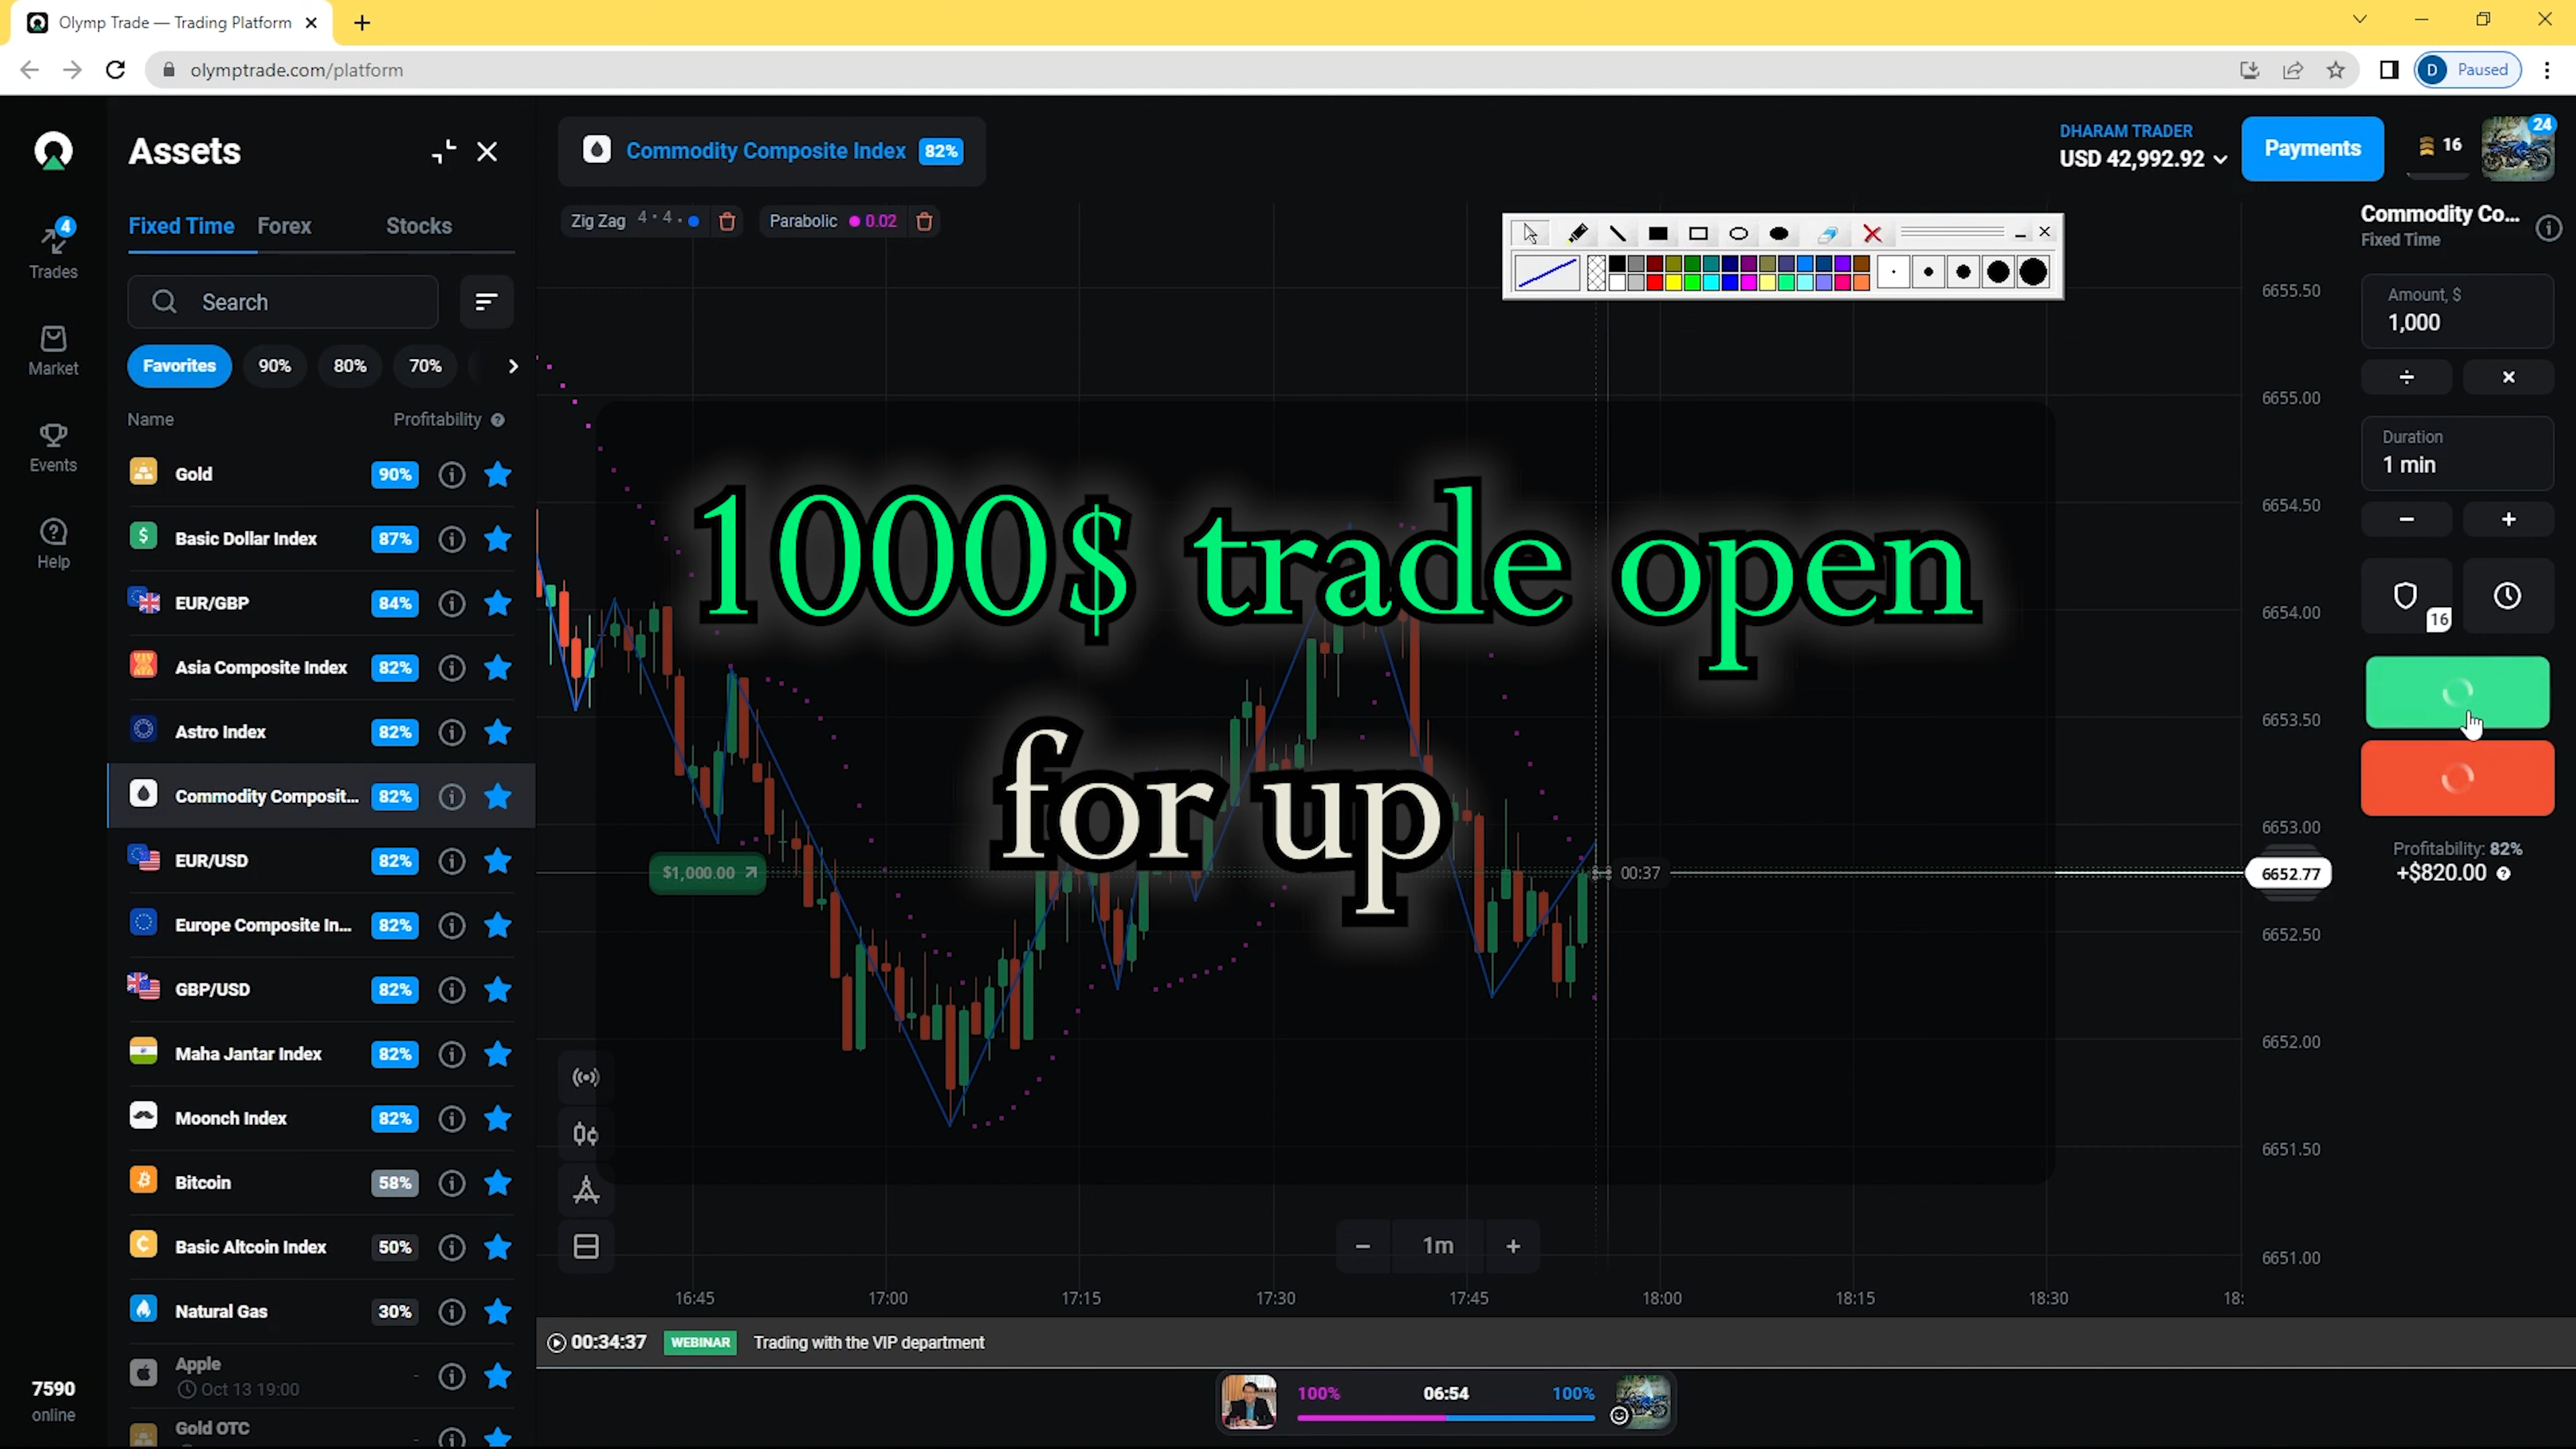 Olymp Trade — Trading Platform
olymptrade.com/platform
D Paused
Assets
Fixed Time Forex Stocks
Search
Favorites 90% 80% 70%
Name Profitability
Gold 90%
Basic Dollar Index 87%
EUR/GBP 84%
Asia Composite Index 82%
Astro Index 82%
Commodity Composit... 82%
EUR/USD 82%
Europe Composite In... 82%
GBP/USD 82%
Maha Jantar Index 82%
Moonch Index 82%
Bitcoin 58%
Basic Altcoin Index 50%
Natural Gas 30%
Apple -
Oct 13 19:00
Gold OTC -
4
Trades
Market
Events
Help
7590
online
Commodity Composite Index 82%
Zig Zag 4 • 4 •
Parabolic 0.02
DHARAM TRADER
USD 42,992.92
Payments
16
24
1000$ trade open
for up
$1,000.00
00:37
6655.50
6655.00
6654.50
6654.00
6653.50
6653.00
6652.77
6652.50
6652.00
6651.50
6651.00
1m
16:45 17:00 17:15 17:30 17:45 18:00 18:15 18:30 18:
Commodity Co...
Fixed Time
Amount, $
1,000
÷ ×
Duration
1 min
− +
16
Profitability: 82%
+$820.00
00:34:37 WEBINAR Trading with the VIP department
100% 06:54 100%